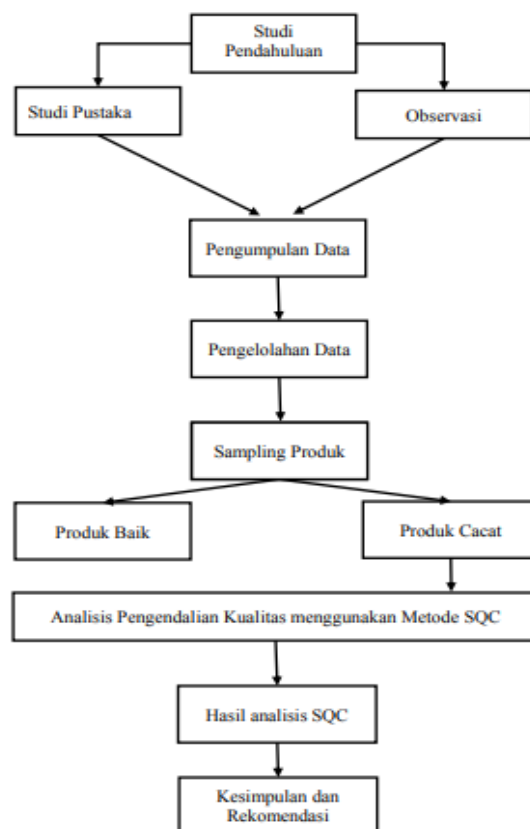 Studi
Pendahuluan
Studi Pustaka
Observasi
Pengumpulan Data
Pengelolahan Data
Sampling Produk
Produk Baik
Produk Cacat
Analisis Pengendalian Kualitas menggunakan Metode SQC
Hasil analisis SQC
Kesimpulan dan
Rekomendasi